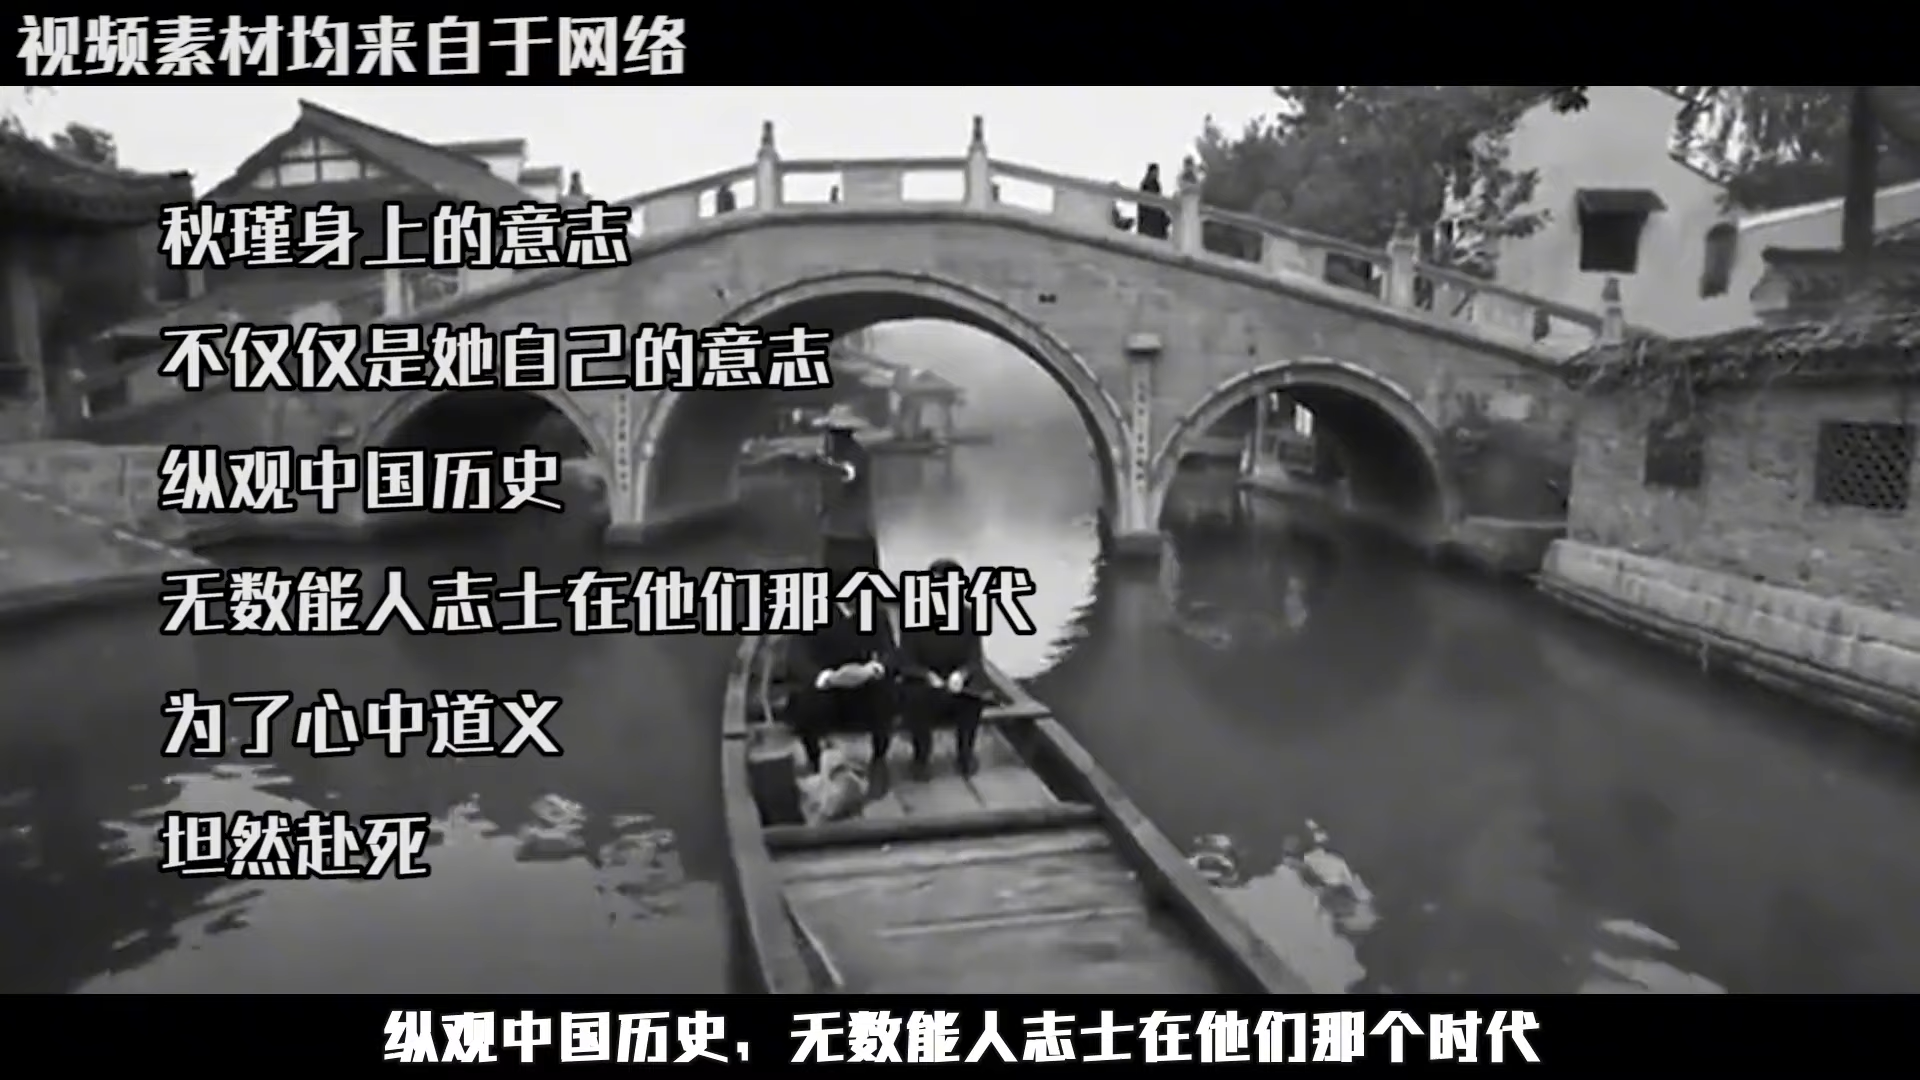 视频素材均来自于网络
秋瑾身上的意志
不仅仅是她自己的意志
纵观中国历史
无数能人志士在他们那个时代
为了心中道义
坦然赴死
纵观中国历史，无数能人志士在他们那个时代